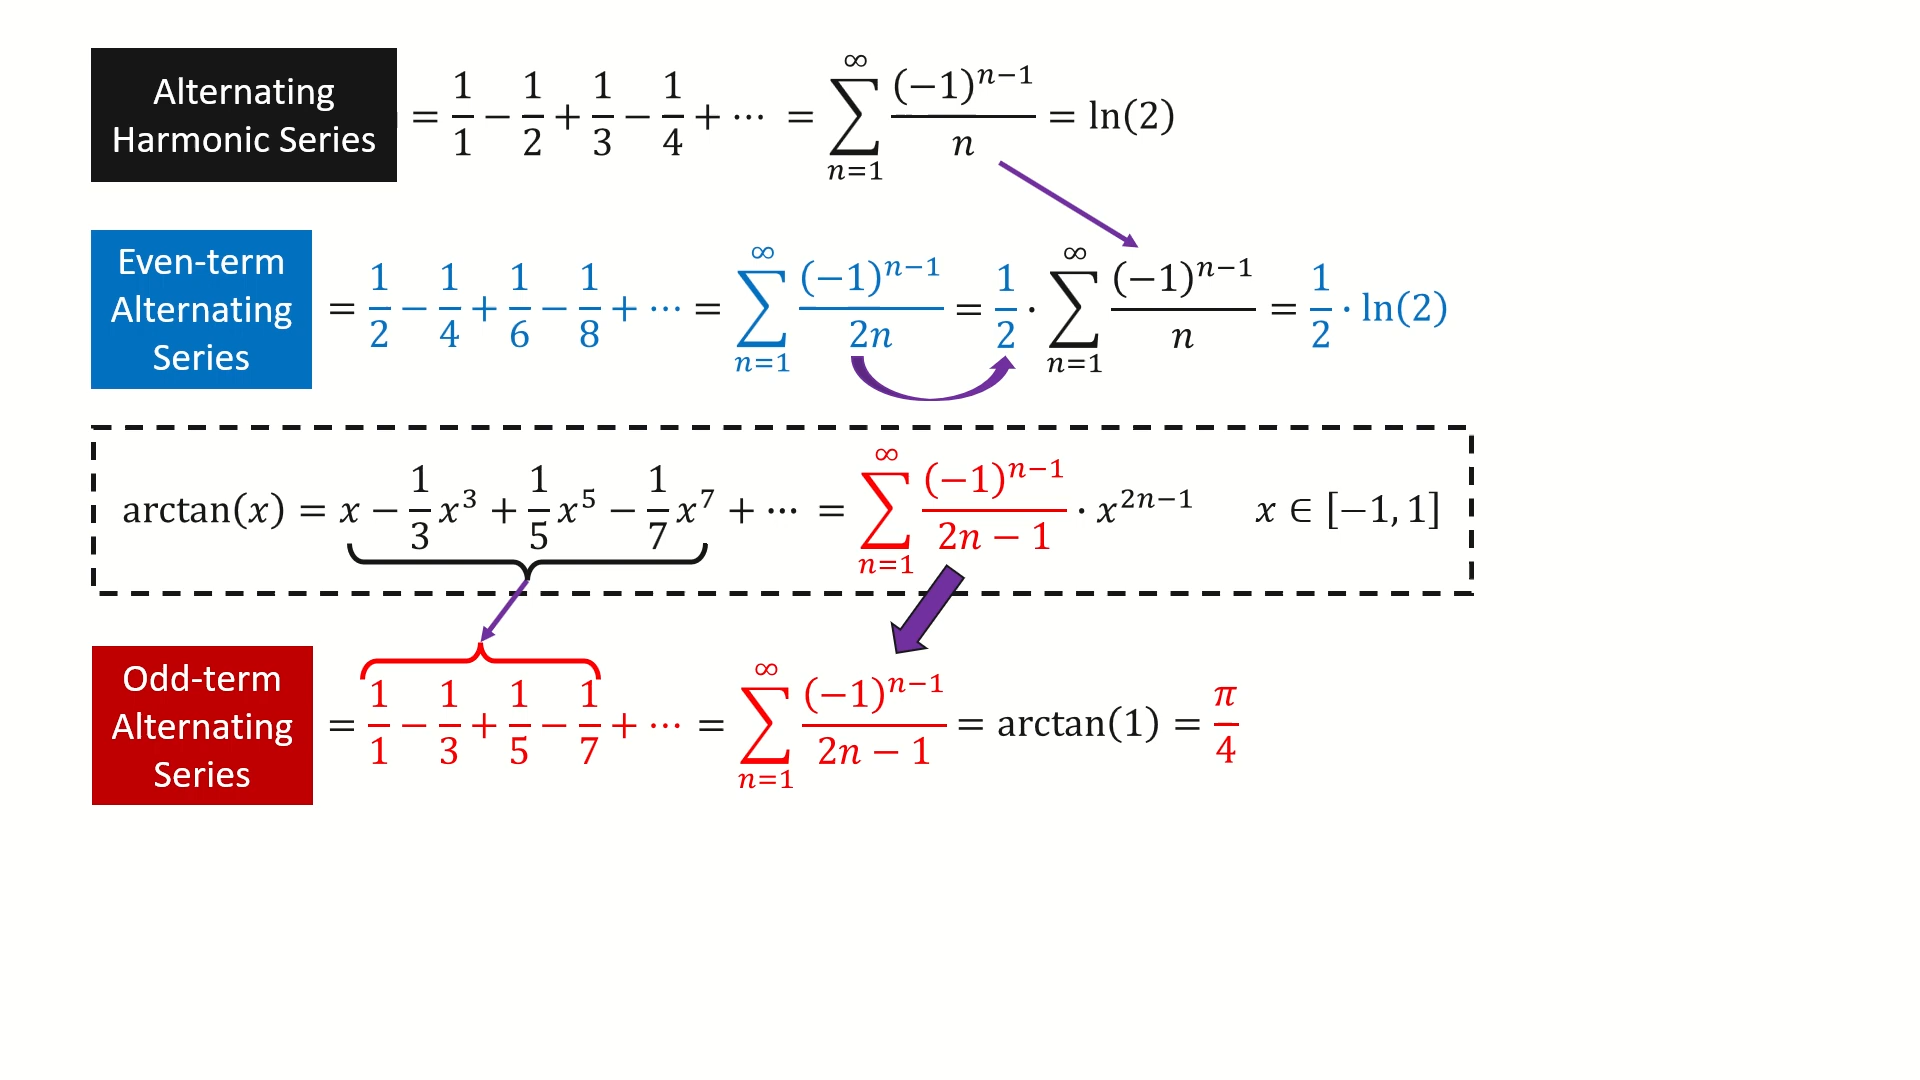 Alternating
Harmonic Series
= 1/1 − 1/2 + 1/3 − 1/4 + ⋯ = ∑_{n=1}^{∞} (−1)^{n−1}/n = ln(2)
Even-term
Alternating
Series
= 1/2 − 1/4 + 1/6 − 1/8 + ⋯ = ∑_{n=1}^{∞} (−1)^{n−1}/2n = 1/2 · ∑_{n=1}^{∞} (−1)^{n−1}/n = 1/2 · ln(2)
arctan(x) = x − 1/3 x³ + 1/5 x⁵ − 1/7 x⁷ + ⋯ = ∑_{n=1}^{∞} (−1)^{n−1}/(2n − 1) · x^{2n−1} x ∈ [−1, 1]
Odd-term
Alternating
Series
= 1/1 − 1/3 + 1/5 − 1/7 + ⋯ = ∑_{n=1}^{∞} (−1)^{n−1}/(2n − 1) = arctan(1) = π/4